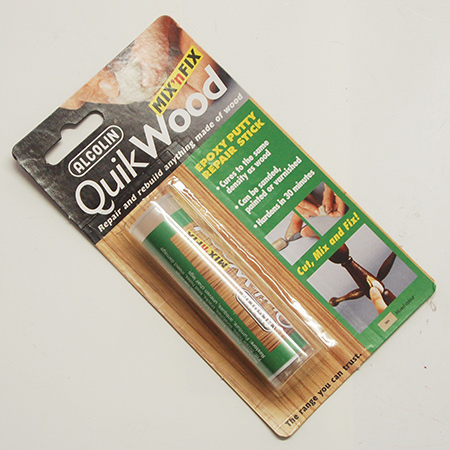 ALCOLIN
MIX'n'FIX
QuikWood
Repair and rebuild anything made of wood
EPOXY PUTTY
REPAIR STICK
• Cures to the same
density as wood
• Can be sanded,
painted or varnished
• Hardens in 30 minutes
Cut, Mix and Fix!
MIX'n'FIX
The range you can trust.